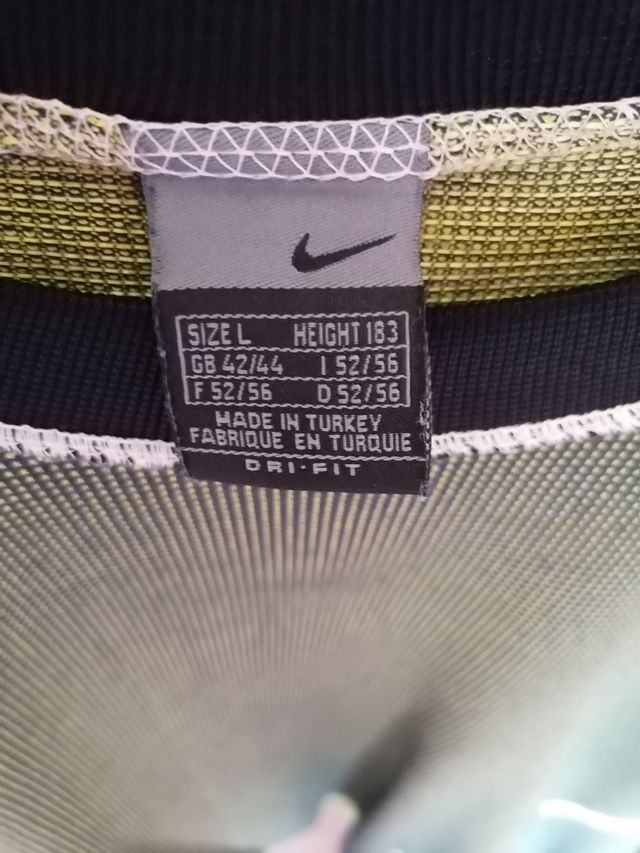 SIZE L HEIGHT 183
GB 42/44 I 52/56
F 52/56 D 52/56
MADE IN TURKEY
FABRIQUE EN TURQUIE
DRI·FIT